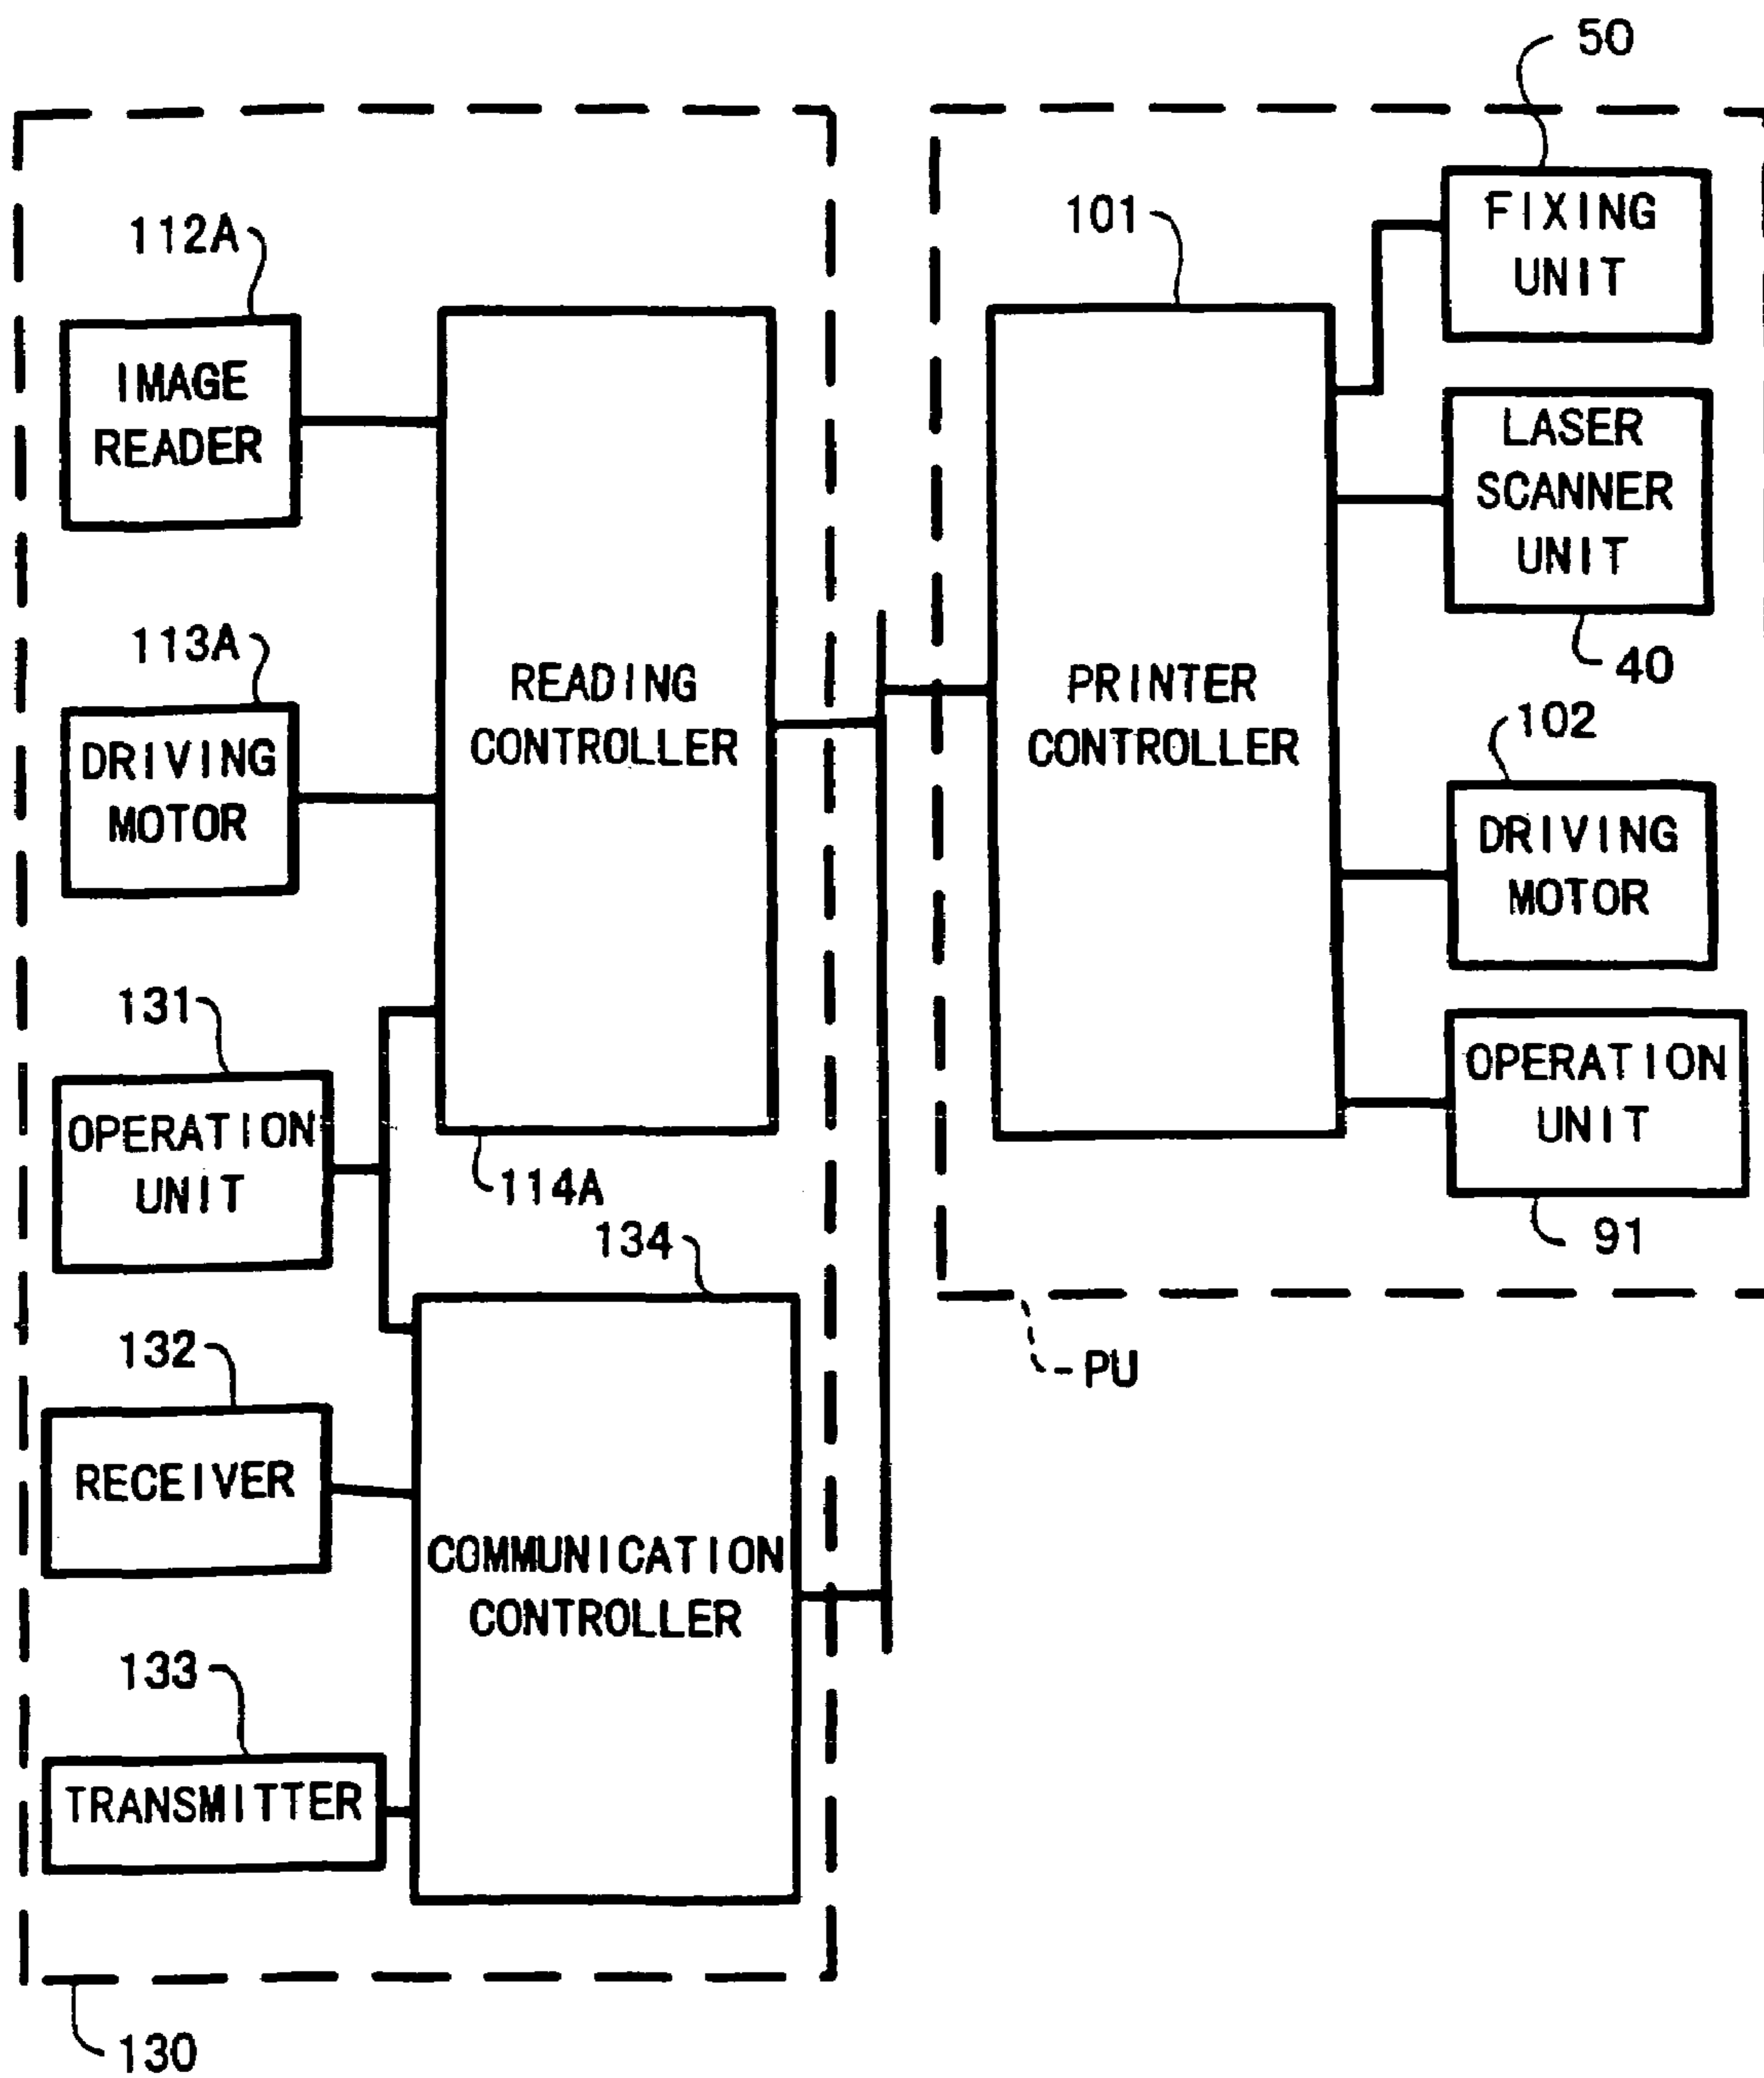 50
112A
101
FIXING
UNIT
IMAGE
READER
LASER
SCANNER
UNIT
40
113A
READING
CONTROLLER
PRINTER
CONTROLLER
102
DRIVING
MOTOR
DRIVING
MOTOR
131
OPERATION
UNIT
OPERATION
UNIT
114A
91
134
132
PU
RECEIVER
COMMUNICATION
CONTROLLER
133
TRANSMITTER
130